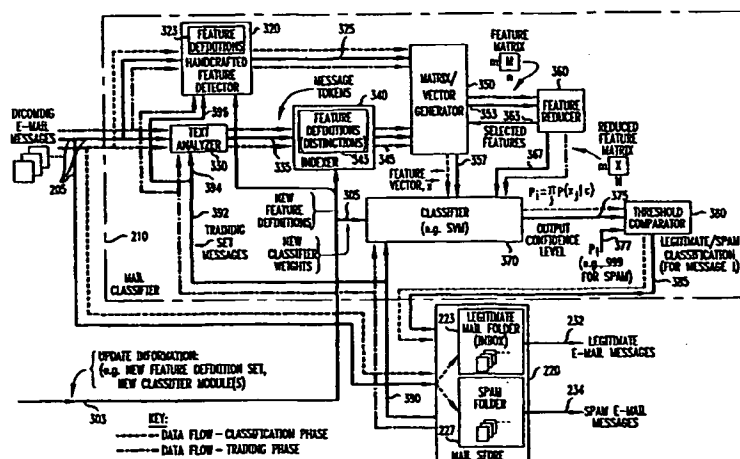 323
FEATURE
DEFINITIONS
HANDCRAFTED
FEATURE
DETECTOR
320
325
FEATURE
MATRIX
m M
n
MATRIX/
VECTOR
GENERATOR
350
353
360
FEATURE
REDUCER
363
SELECTED
FEATURES
REDUCED
FEATURE
MATRIX
m X
N
MESSAGE
TOKENS
340
FEATURE
DEFINITIONS
(DISTINCTIONS)
343
INDEXER
345
INCOMING
E-MAIL
MESSAGES
205
395
TEXT
ANALYZER
330
335
394
392
TRAINING
SET
MESSAGES
210
MAIL
CLASSIFIER
NEW
FEATURE
DEFINITIONS
305
NEW
CLASSIFIER
WEIGHTS
357
FEATURE
VECTOR, x
367
CLASSIFIER
(e.g. SVM)
370
375
OUTPUT
CONFIDENCE
LEVEL
377
(e.g. .999
FOR SPAM)
THRESHOLD
COMPARATOR
380
LEGITIMATE/SPAM
CLASSIFICATION
(FOR MESSAGE i)
385
223
LEGITIMATE
MAIL FOLDER
(INBOX)
220
232
LEGITIMATE
E-MAIL MESSAGES
SPAM
FOLDER
227
234
SPAM E-MAIL
MESSAGES
MAIL STORE
390
UPDATE INFORMATION:
(e.g. NEW FEATURE DEFINITION SET,
NEW CLASSIFIER MODULE(S)
303
KEY:
DATA FLOW - CLASSIFICATION PHASE
DATA FLOW - TRAINING PHASE